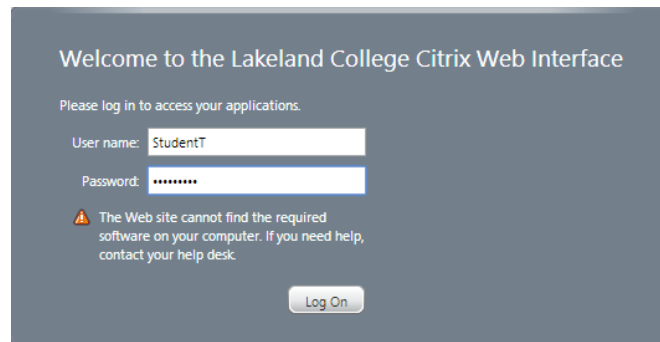 Welcome to the Lakeland College Citrix Web Interface
Please log in to access your applications.
User name: StudentT
Password: •••••••••
The Web site cannot find the required
software on your computer. If you need help,
contact your help desk.
Log On